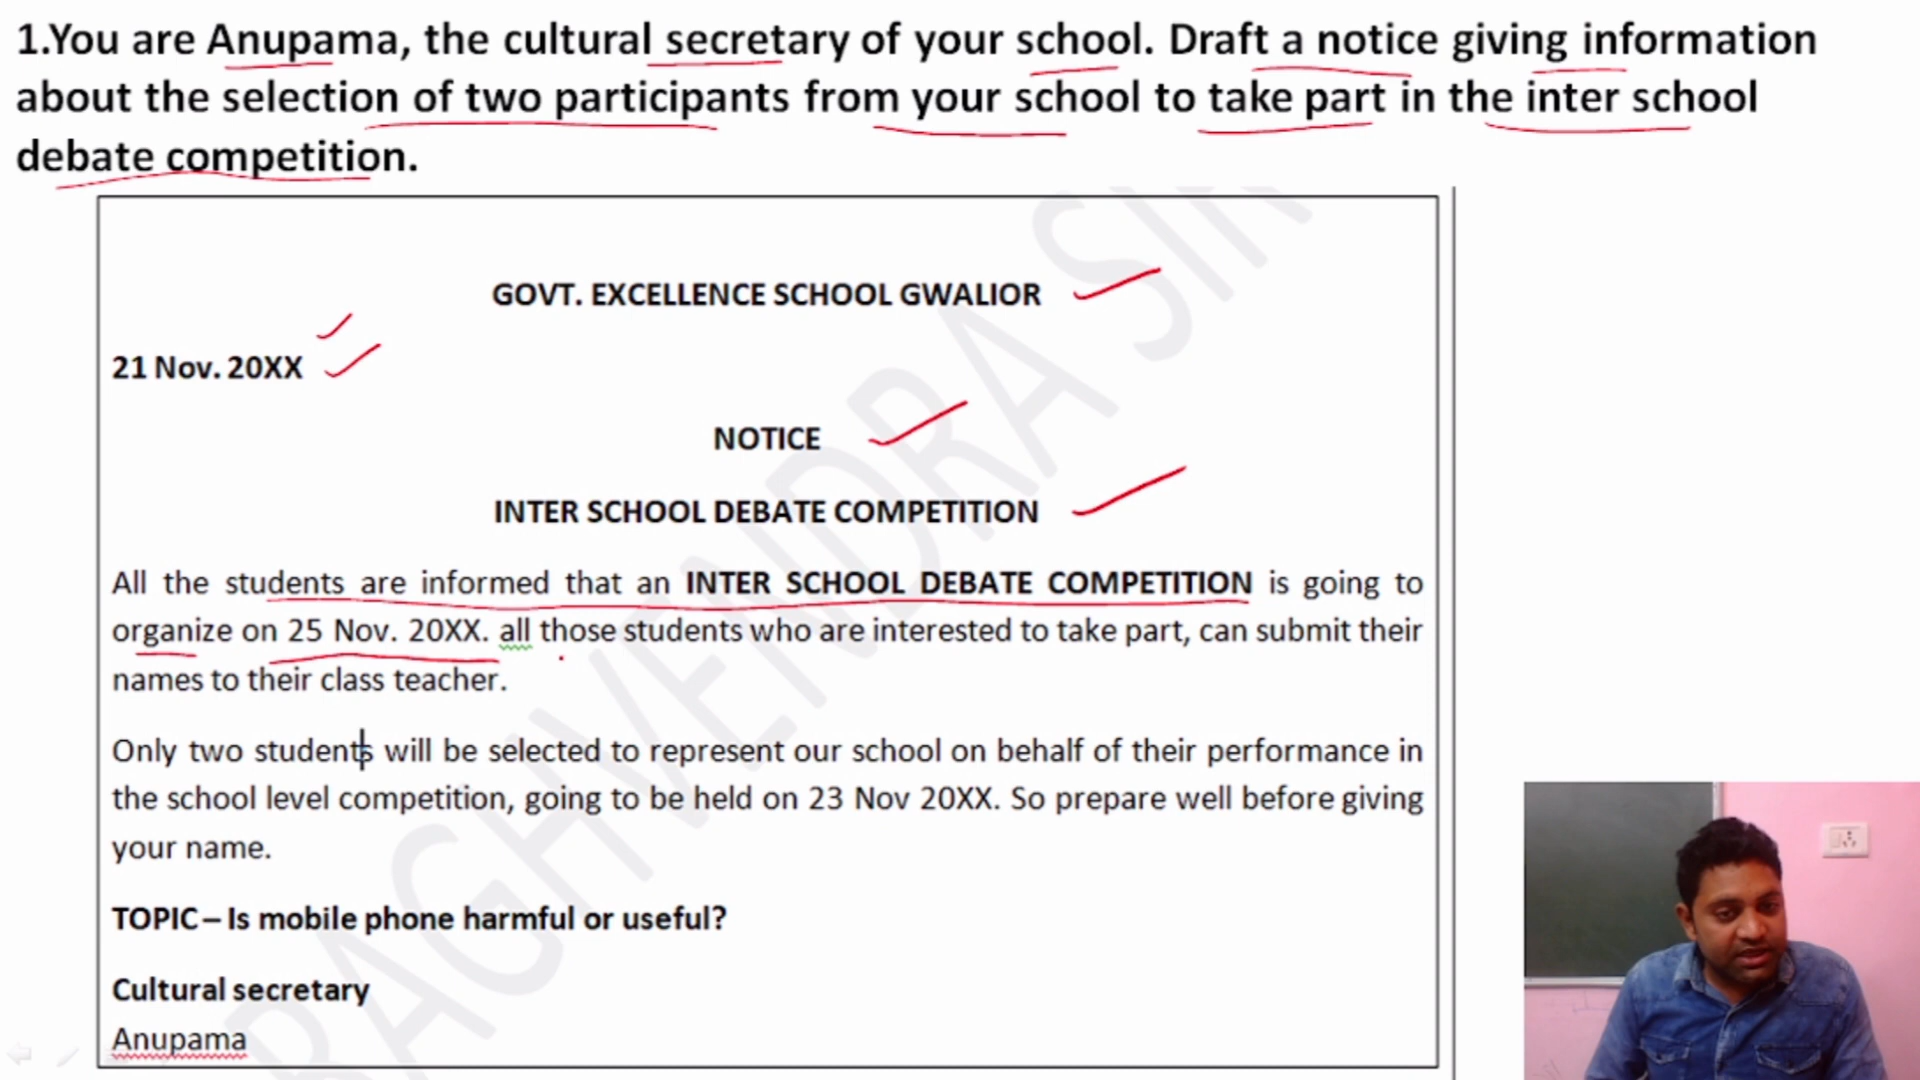 1.You are Anupama, the cultural secretary of your school. Draft a notice giving information
about the selection of two participants from your school to take part in the inter school
debate competition.
GOVT. EXCELLENCE SCHOOL GWALIOR
21 Nov. 20XX
NOTICE
INTER SCHOOL DEBATE COMPETITION
All the students are informed that an INTER SCHOOL DEBATE COMPETITION is going to
organize on 25 Nov. 20XX. all those students who are interested to take part, can submit their
names to their class teacher.
Only two students will be selected to represent our school on behalf of their performance in
the school level competition, going to be held on 23 Nov 20XX. So prepare well before giving
your name.
TOPIC – Is mobile phone harmful or useful?
Cultural secretary
Anupama
RAGHVENDRA SIR